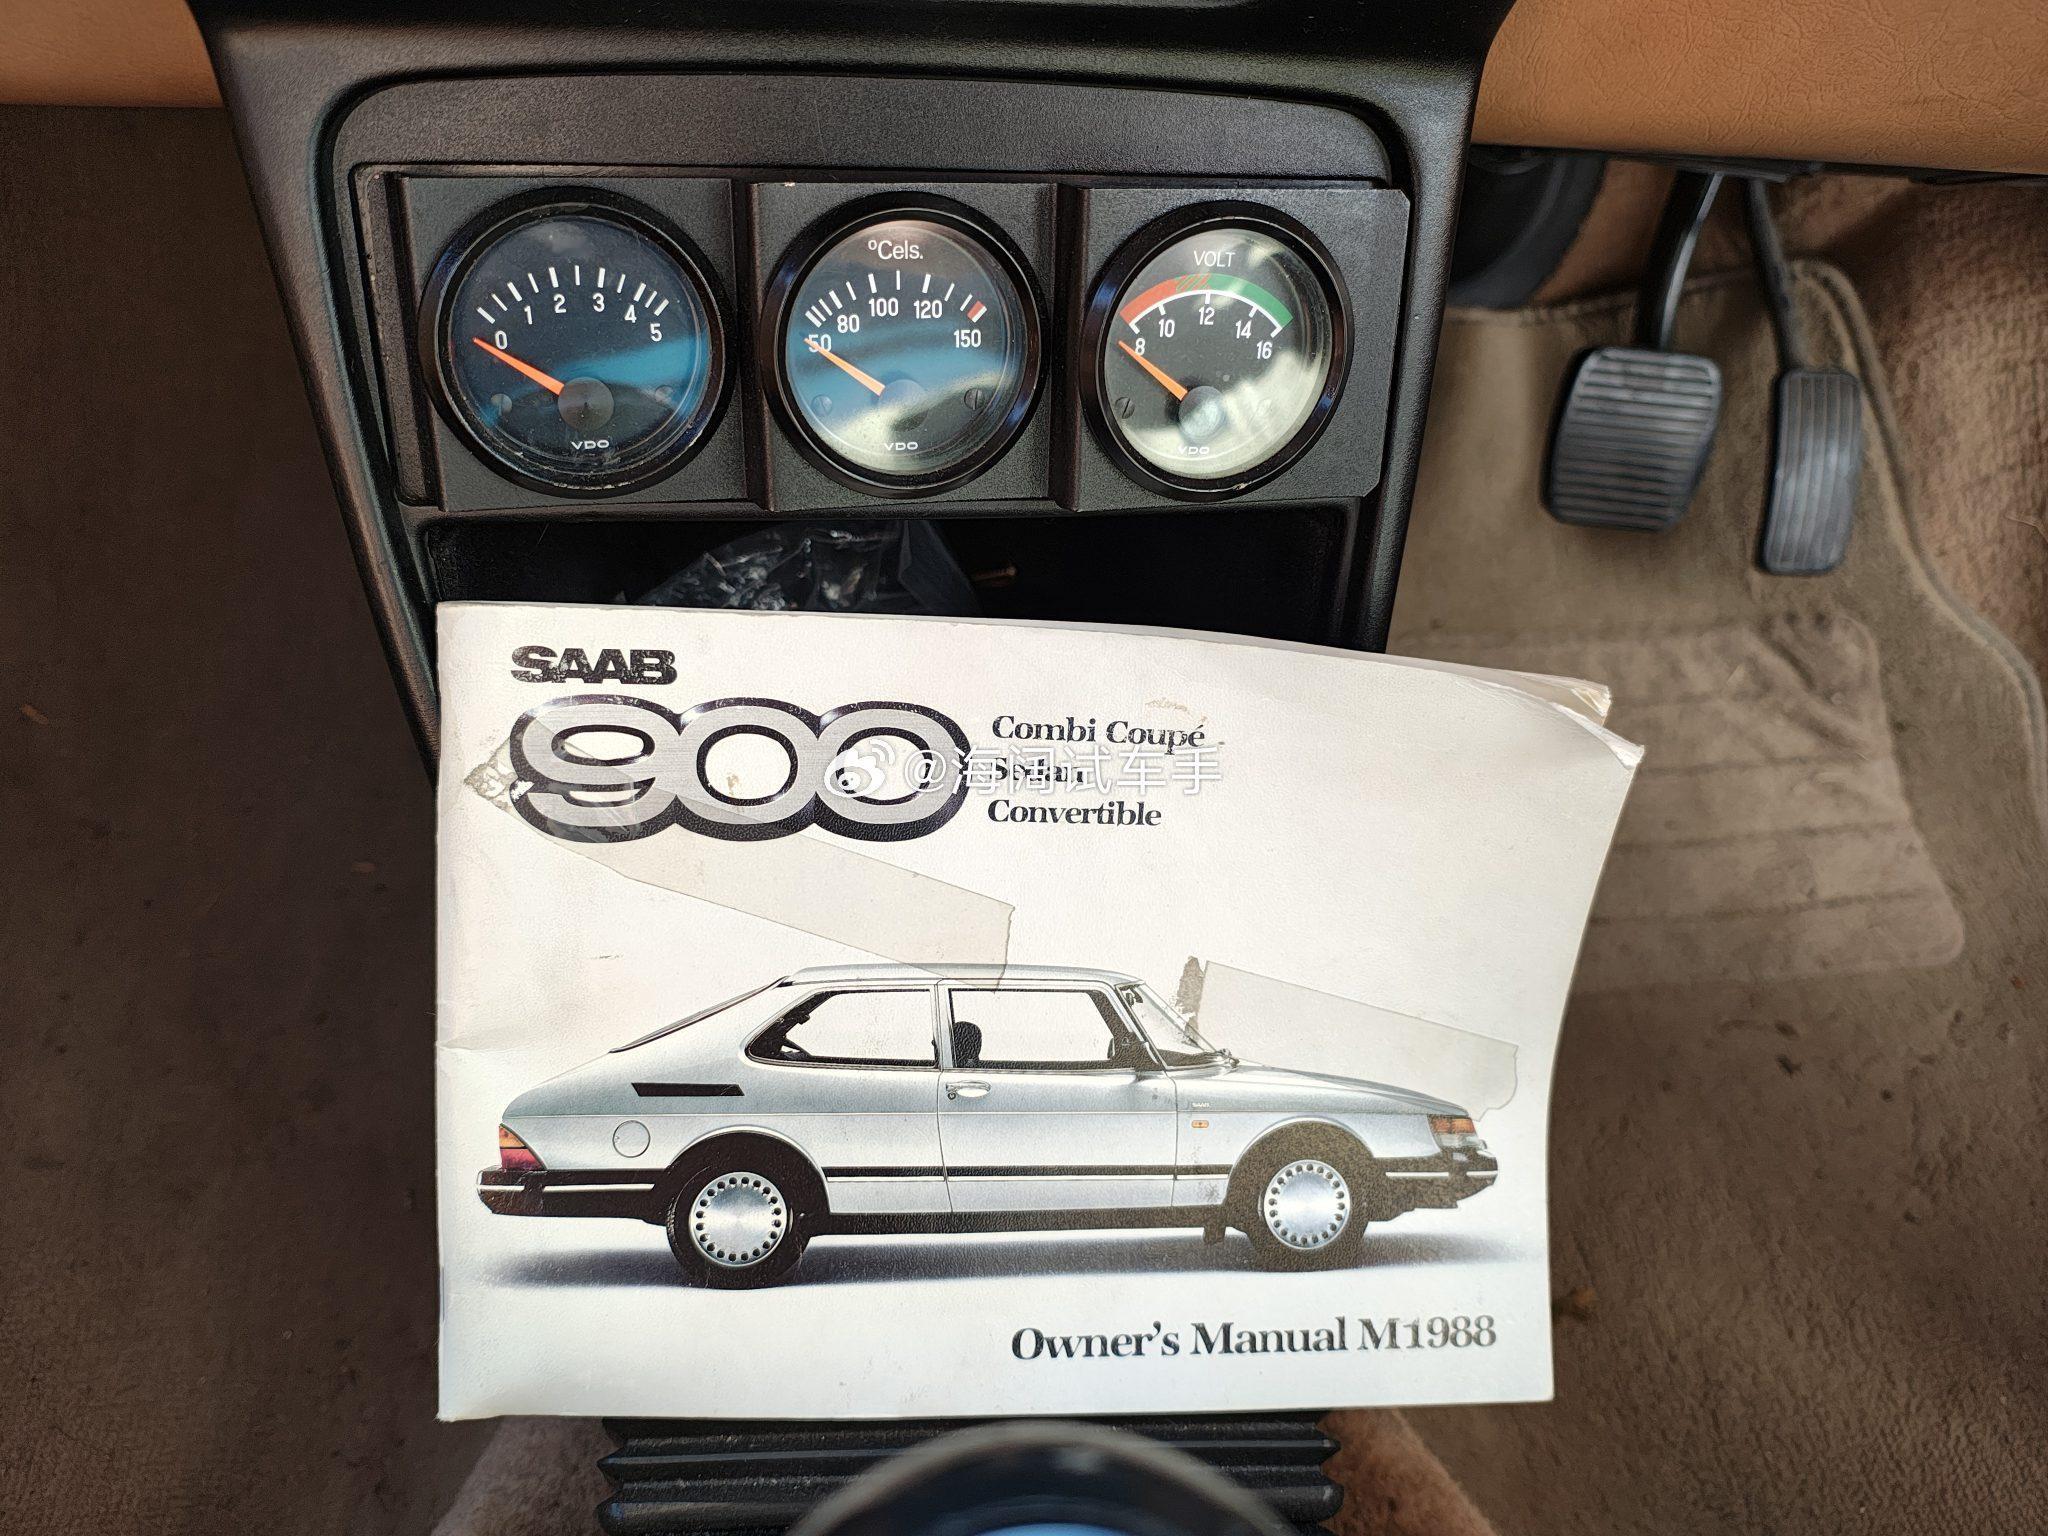 0 1 2 3 4 5
VDO
°Cels.
50 80 100 120 150
VDO
VOLT
8 10 12 14 16
VDO
SAAB
900
Combi Coupé
Sedan
Convertible
@海阔试车手
SAAB
Owner's Manual M1988